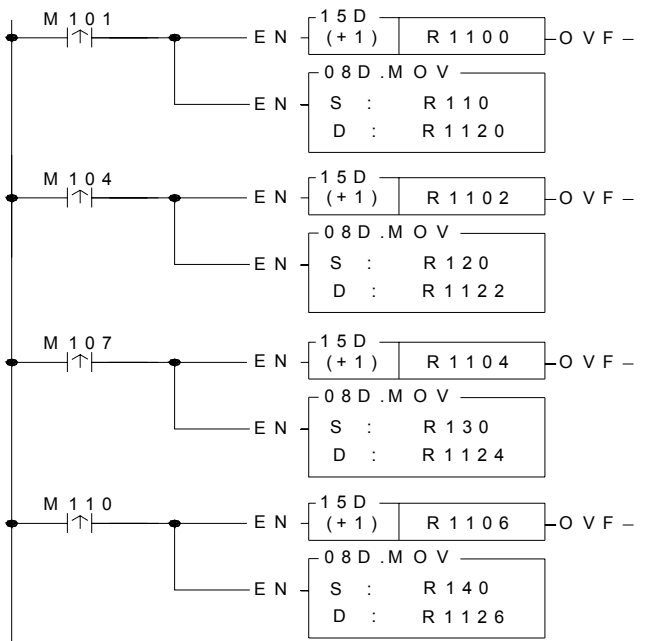 M101
15D
EN (+1) R1100 OVF
08D.MOV
EN S : R110
D : R1120
M104
15D
EN (+1) R1102 OVF
08D.MOV
EN S : R120
D : R1122
M107
15D
EN (+1) R1104 OVF
08D.MOV
EN S : R130
D : R1124
M110
15D
EN (+1) R1106 OVF
08D.MOV
EN S : R140
D : R1126